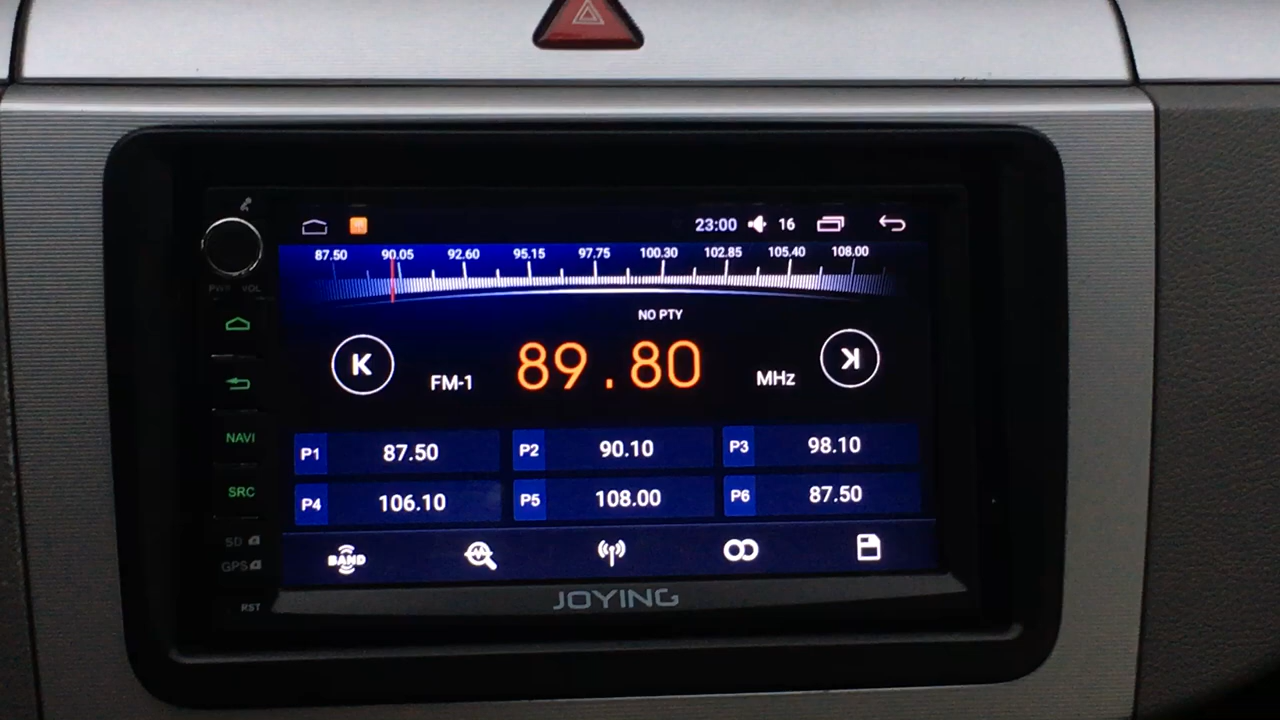 23:00 16
87.50 90.05 92.60 95.15 97.75 100.30 102.85 105.40 108.00
PWR VOL
NO PTY
K FM-1 89.80 MHz K
NAVI
P1 87.50 P2 90.10 P3 98.10
SRC
P4 106.10 P5 108.00 P6 87.50
SD
BAND
GPS
RST
JOYING